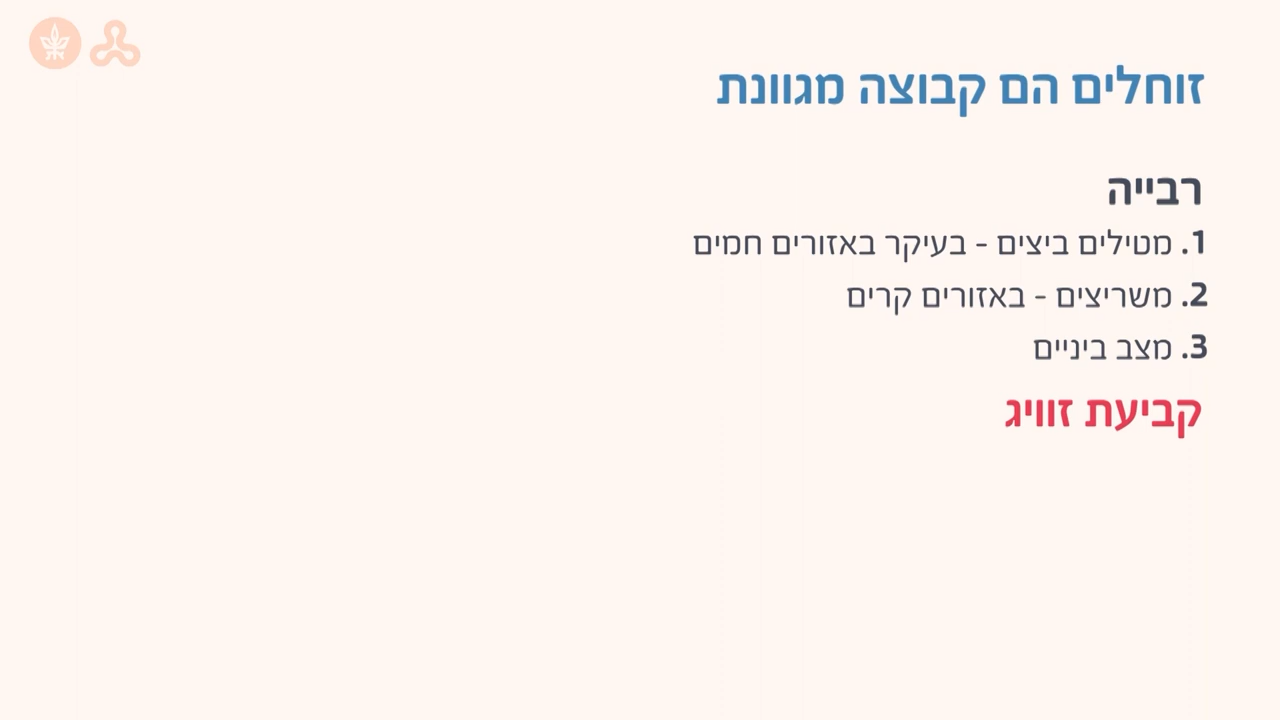 זוחלים הם קבוצה מגוונת
רבייה
1. מטילים ביצים - בעיקר באזורים חמים
2. משריצים - באזורים קרים
3. מצב ביניים
קביעת זוויג